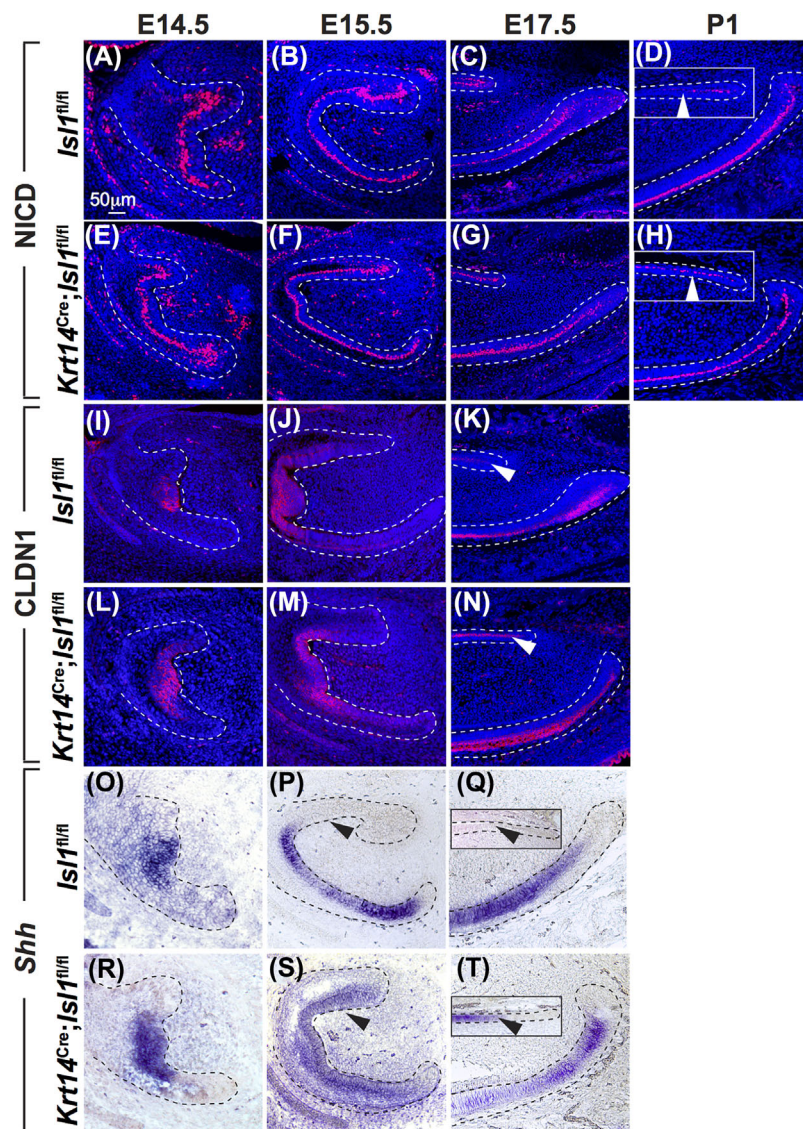 E14.5 E15.5 E17.5 P1
NICD
Isl1fl/fl
(A) (B) (C) (D)
50μm
Krt14Cre;Isl1fl/fl
(E) (F) (G) (H)
CLDN1
Isl1fl/fl
(I) (J) (K)
Krt14Cre;Isl1fl/fl
(L) (M) (N)
Shh
Isl1fl/fl
(O) (P) (Q)
Krt14Cre;Isl1fl/fl
(R) (S) (T)